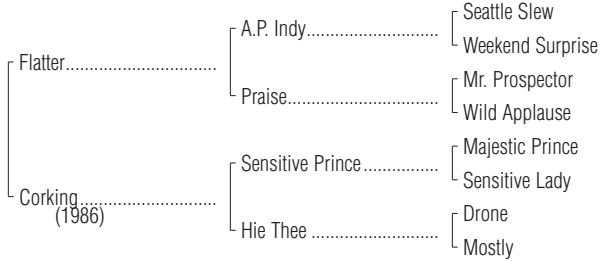 Seattle Slew
A.P. Indy
Weekend Surprise
Flatter
Mr. Prospector
Praise
Wild Applause
Majestic Prince
Sensitive Prince
Sensitive Lady
Corking
(1986)
Drone
Hie Thee
Mostly